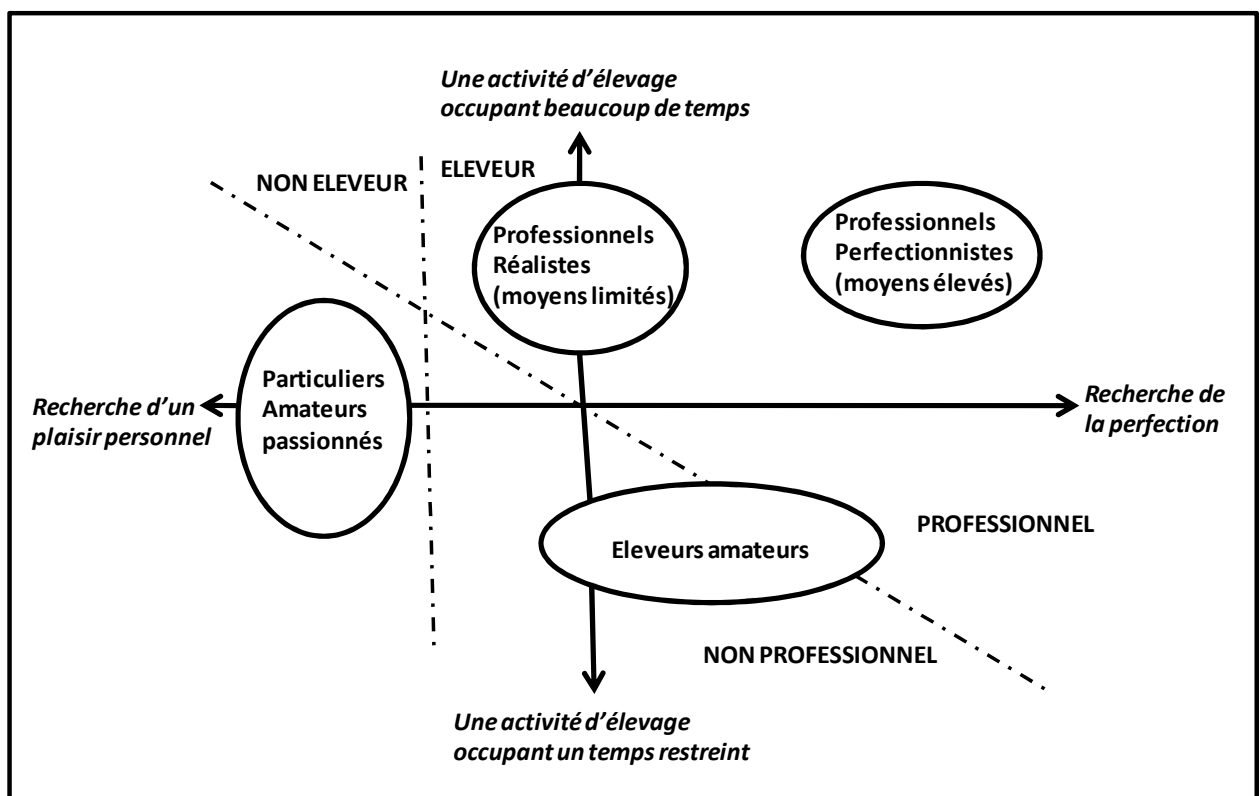 Une activité d'élevage
occupant beaucoup de temps
NON ELEVEUR
ELEVEUR
Professionnels
Réalistes
(moyens limités)
Professionnels
Perfectionnistes
(moyens élevés)
Particuliers
Amateurs
passionnés
Recherche d'un
plaisir personnel
Recherche de
la perfection
PROFESSIONNEL
Eleveurs amateurs
NON PROFESSIONNEL
Une activité d'élevage
occupant un temps restreint